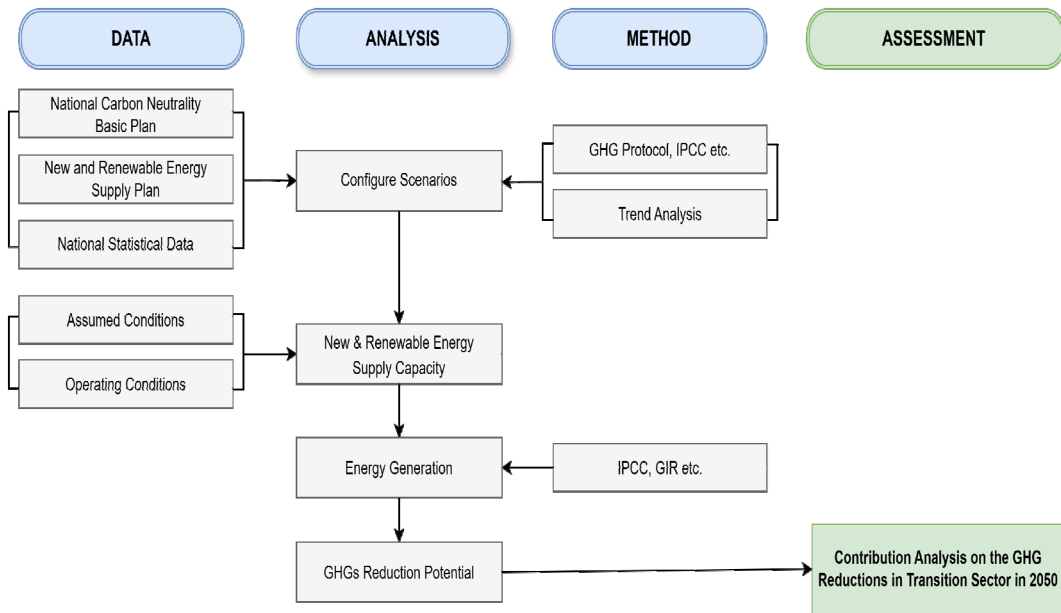 DATA
ANALYSIS
METHOD
ASSESSMENT
National Carbon Neutrality
Basic Plan
New and Renewable Energy
Supply Plan
National Statistical Data
Configure Scenarios
GHG Protocol, IPCC etc.
Trend Analysis
Assumed Conditions
Operating Conditions
New & Renewable Energy
Supply Capacity
Energy Generation
IPCC, GIR etc.
GHGs Reduction Potential
Contribution Analysis on the GHG
Reductions in Transition Sector in 2050